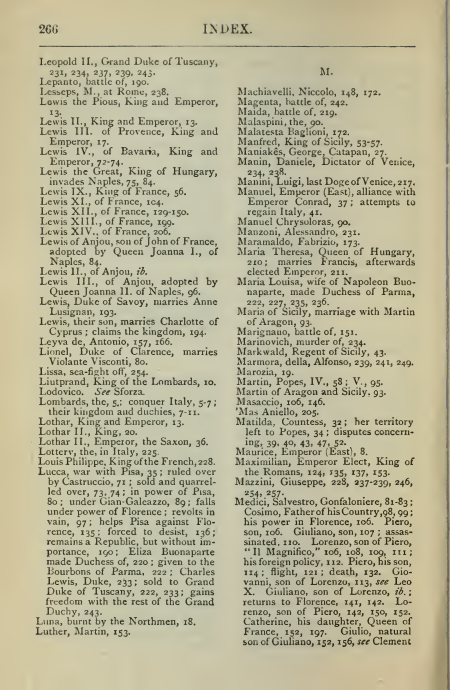 266
INDEX.
Leopold II., Grand Duke of Tuscany,
231, 234, 237, 239, 243.
Lepanto, battle of, 190.
Lesseps, M., at Rome, 238.
Lewis the Pious, King and Emperor,
13.
Lewis II., King and Emperor, 13.
Lewis III. of Provence, King and
Emperor, 17.
Lewis IV., of Bavaria, King and
Emperor, 72-74.
Lewis the Great, King of Hungary,
invades Naples, 75, 84.
Lewis IX., King of France, 56.
Lewis XI., of France, 104.
Lewis XII., of France, 129-150.
Lewis XIII., of France, 199.
Lewis XIV., of France, 206.
Lewis of Anjou, son of John of France,
adopted by Queen Joanna I., of
Naples, 84.
Lewis II., of Anjou, ib.
Lewis III., of Anjou, adopted by
Queen Joanna II. of Naples, 96.
Lewis, Duke of Savoy, marries Anne
Lusignan, 193.
Lewis, their son, marries Charlotte of
Cyprus; claims the kingdom, 194.
Leyva de, Antonio, 157, 166.
Lionel, Duke of Clarence, marries
Violante Visconti, 80.
Lissa, sea-fight off, 254.
Liutprand, King of the Lombards, 10.
Lodovico. See Sforza.
Lombards, the, 5,; conquer Italy, 5-7;
their kingdom and duchies, 7-11.
Lothar, King and Emperor, 13.
Lothar II., King, 20.
Lothar II., Emperor, the Saxon, 36.
Lottery, the, in Italy, 225.
Louis Philippe, King of the French, 228.
Lucca, war with Pisa, 35; ruled over
by Castruccio, 71; sold and quarrel-
led over, 73, 74; in power of Pisa,
80; under Gian-Galeazzo, 89; falls
under power of Florence; revolts in
vain, 97; helps Pisa against Flo-
rence, 135; forced to desist, 136;
remains a Republic, but without im-
portance, 190; Eliza Buonaparte
made Duchess of, 220; given to the
Bourbons of Parma, 222; Charles
Lewis, Duke, 233; sold to Grand
Duke of Tuscany, 222, 233; gains
freedom with the rest of the Grand
Duchy, 243.
Luna, burnt by the Northmen, 18.
Luther, Martin, 153.
M.
Machiavelli, Niccolo, 148, 172.
Magenta, battle of, 242.
Maida, battle of, 219.
Malaspini, the, 90.
Malatesta Baglioni, 172.
Manfred, King of Sicily, 53-57.
Maniakês, George, Catapan, 27.
Manin, Daniele, Dictator of Venice,
234, 238.
Manini, Luigi, last Doge of Venice, 217.
Manuel, Emperor (East), alliance with
Emperor Conrad, 37; attempts to
regain Italy, 41.
Manuel Chrysoloras, 90.
Manzoni, Alessandro, 231.
Maramaldo, Fabrizio, 173.
Maria Theresa, Queen of Hungary,
210; marries Francis, afterwards
elected Emperor, 211.
Maria Louisa, wife of Napoleon Buo-
naparte, made Duchess of Parma,
222, 227, 235, 236.
Maria of Sicily, marriage with Martin
of Aragon, 93.
Marignano, battle of, 151.
Marinovich, murder of, 234.
Markwald, Regent of Sicily, 43.
Marmora, della, Alfonso, 239, 241, 249.
Marozia, 19.
Martin, Popes, IV., 58; V., 95.
Martin of Aragon and Sicily, 93.
Masaccio, 106, 146.
'Mas Aniello, 205.
Matilda, Countess, 32; her territory
left to Popes, 34; disputes concern-
ing, 39, 40, 43, 47, 52.
Maurice, Emperor (East), 8.
Maximilian, Emperor Elect, King of
the Romans, 124, 135, 137, 153.
Mazzini, Giuseppe, 228, 237-239, 246,
254, 257.
Medici, Salvestro, Gonfaloniere, 81-83;
Cosimo, Father of his Country, 98, 99;
his power in Florence, 106. Piero,
son, 106. Giuliano, son, 107; assas-
sinated, 110. Lorenzo, son of Piero,
"Il Magnifico," 106, 108, 109, 111;
his foreign policy, 112. Piero, his son,
114; flight, 121; death, 132. Gio-
vanni, son of Lorenzo, 113, see Leo
X. Giuliano, son of Lorenzo, ib.;
returns to Florence, 141, 142. Lo-
renzo, son of Piero, 142, 150, 152.
Catherine, his daughter, Queen of
France, 152, 197. Giulio, natural
son of Giuliano, 152, 156, see Clement